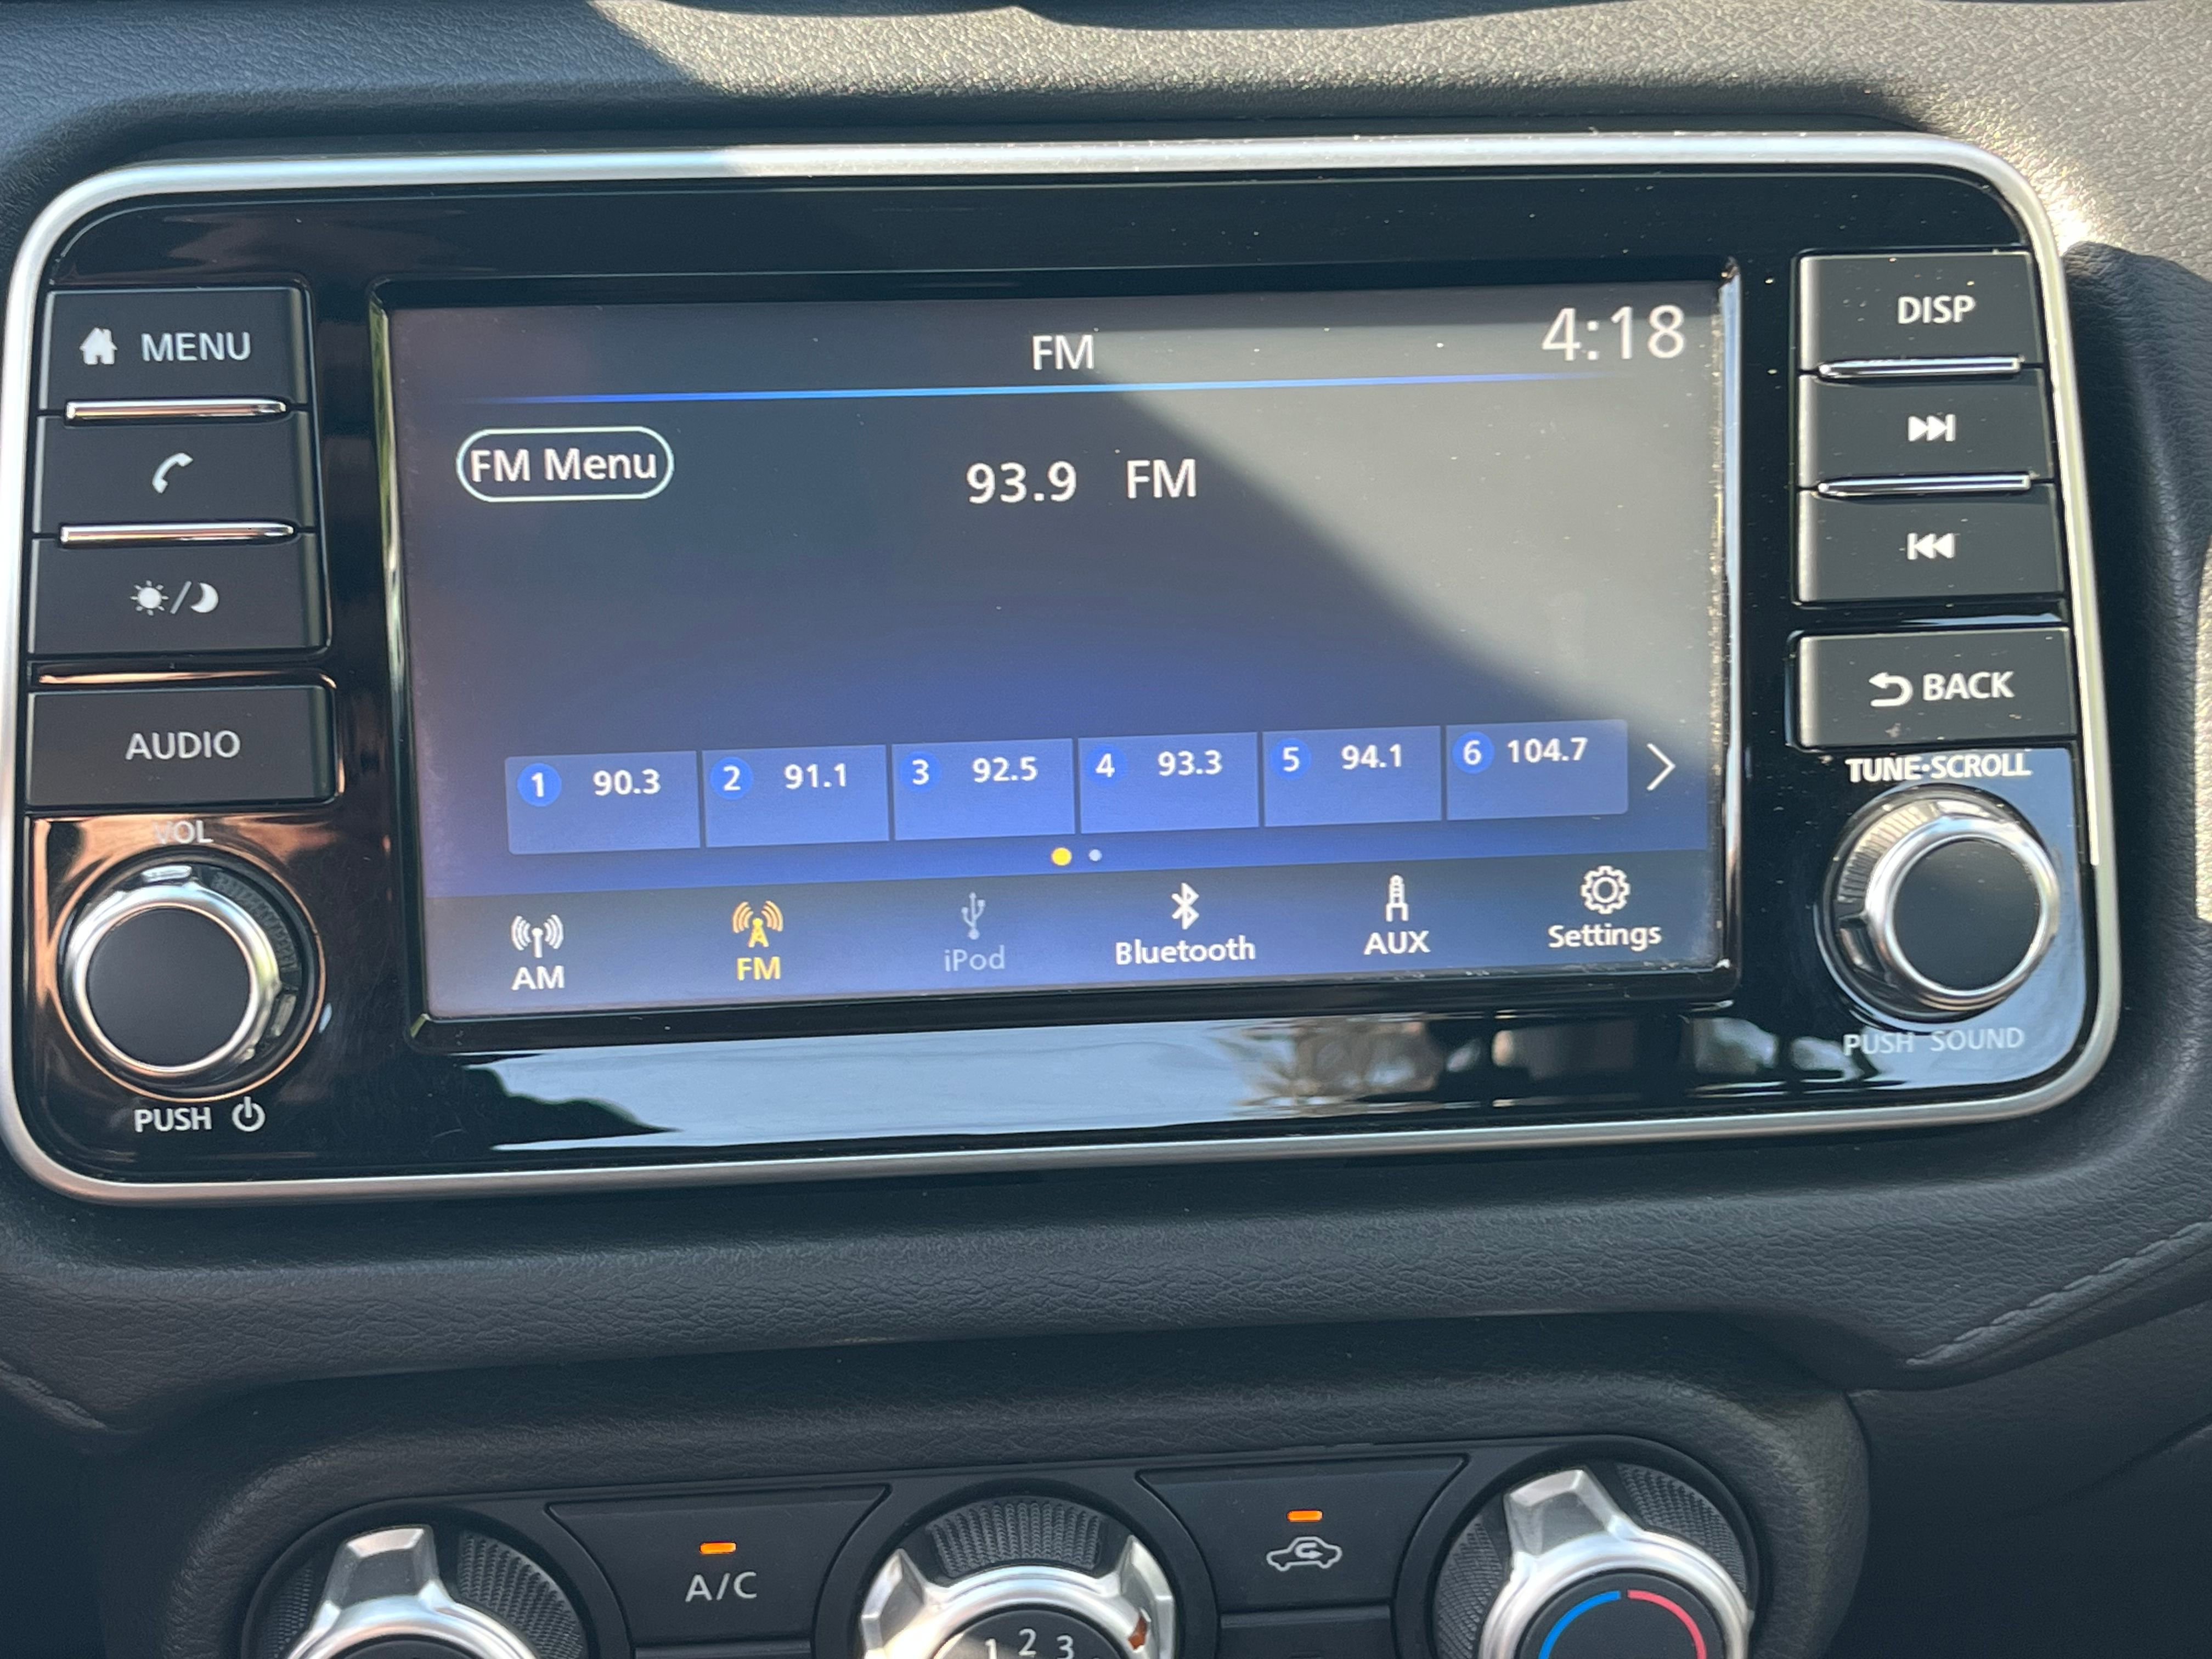 MENU
AUDIO
VOL
PUSH
FM
4:18
FM Menu
93.9 FM
1 90.3
2 91.1
3 92.5
4 93.3
5 94.1
6 104.7
AM
FM
iPod
Bluetooth
AUX
Settings
DISP
BACK
TUNE•SCROLL
PUSH SOUND
A/C
1 2 3